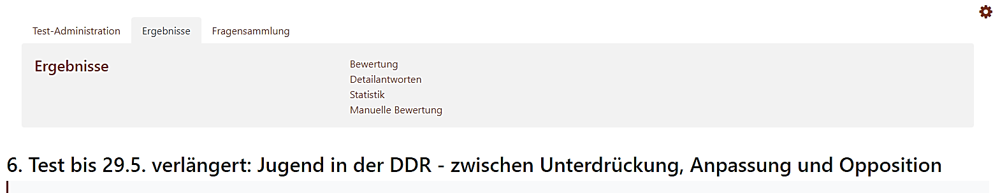 Test-Administration Ergebnisse Fragensammlung
Ergebnisse
Bewertung
Detailantworten
Statistik
Manuelle Bewertung
6. Test bis 29.5. verlängert: Jugend in der DDR - zwischen Unterdrückung, Anpassung und Opposition